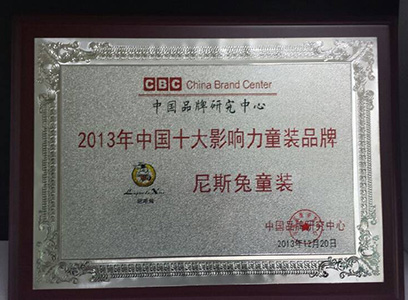 CBC China Brand Center
中国品牌研究中心
2013年中国十大影响力童装品牌
尼斯兔童装
中国品牌研究中心
2013年12月20日